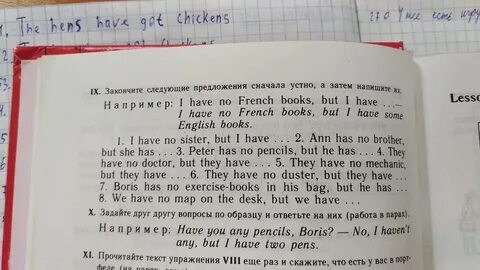 1. The hens have got chickens
2.
270 У нее есть игру
IX. Закончите следующие предложения сначала устно, а затем напишите их.
Например: I have no French books, but I have ...—
I have no French books, but I have some
English books.
1. I have no sister, but I have ... 2. Ann has no brother,
but she has ... 3. Peter has no pencils, but he has ... 4. They
have no doctor, but they have ... 5. They have no mechanic,
but they have ... 6. They have no duster, but they have ...
7. Boris has no exercise-books in his bag, but he has ...
8. We have no map on the desk, but we have ...
X. Задайте друг другу вопросы по образцу и ответьте на них (работа в парах).
Например: Have you any pencils, Boris? — No, I haven't
any, but I have two pens.
XI. Прочитайте текст упражнения VIII еще раз и скажите, что есть у вас в порт-
Lesso